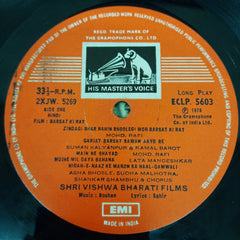 ALL RIGHTS OF THE MANUFACTURER AND OF THE OWNER OF THE RECORDED WORK RESERVED. UNAUTHORISED PUBLIC PERFORMANCE
REGD. TRADE MARK OF
THE GRAMOPHONE CO., LTD.
HIS MASTER'S VOICE
33⅓-R.P.M.
2XJW. 5269
SIDE ONE
HINDI
FILM : BARSAT KI RAT
LONG PLAY
ECLP. 5603
℗ 1978
The Gramophone
Co. of India Ltd.
ZINDAGI BHAR NAHIN BHOOLEGI WOH BARSAT KI RAT
MOHD. RAFI
GARJAT BARSAT SAWAN AAYO RE
SUMAN KALYANPUR & KAMAL BAROT
MAIN NE SHAYAD
MOHD. RAFI
MUJHE MIL GAYA BAHANA
LATA MANGESHKAR
NIGAH-E-NAAZ KE MARON KA HAAL-QAWWALI
ASHA BHOSLE, SUDHA MALHOTRA,
SHANKAR SHAMBHU & CHORUS
SHRI VISHWA BHARATI FILMS
Music : Roshan
Lyrics : Sahir
EMI
MADE IN INDIA